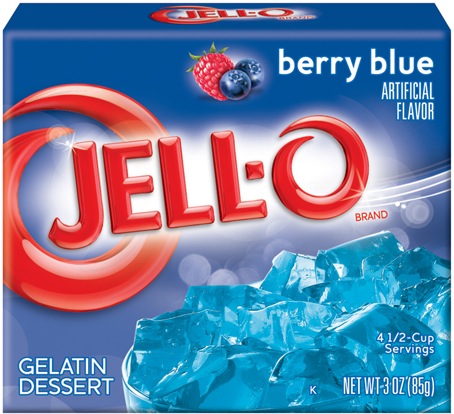 JELL-O
BRAND
berry blue
ARTIFICIAL
FLAVOR
JELL-O
BRAND
4 1/2-Cup
Servings
GELATIN
DESSERT
K
NET WT 3 OZ (85g)